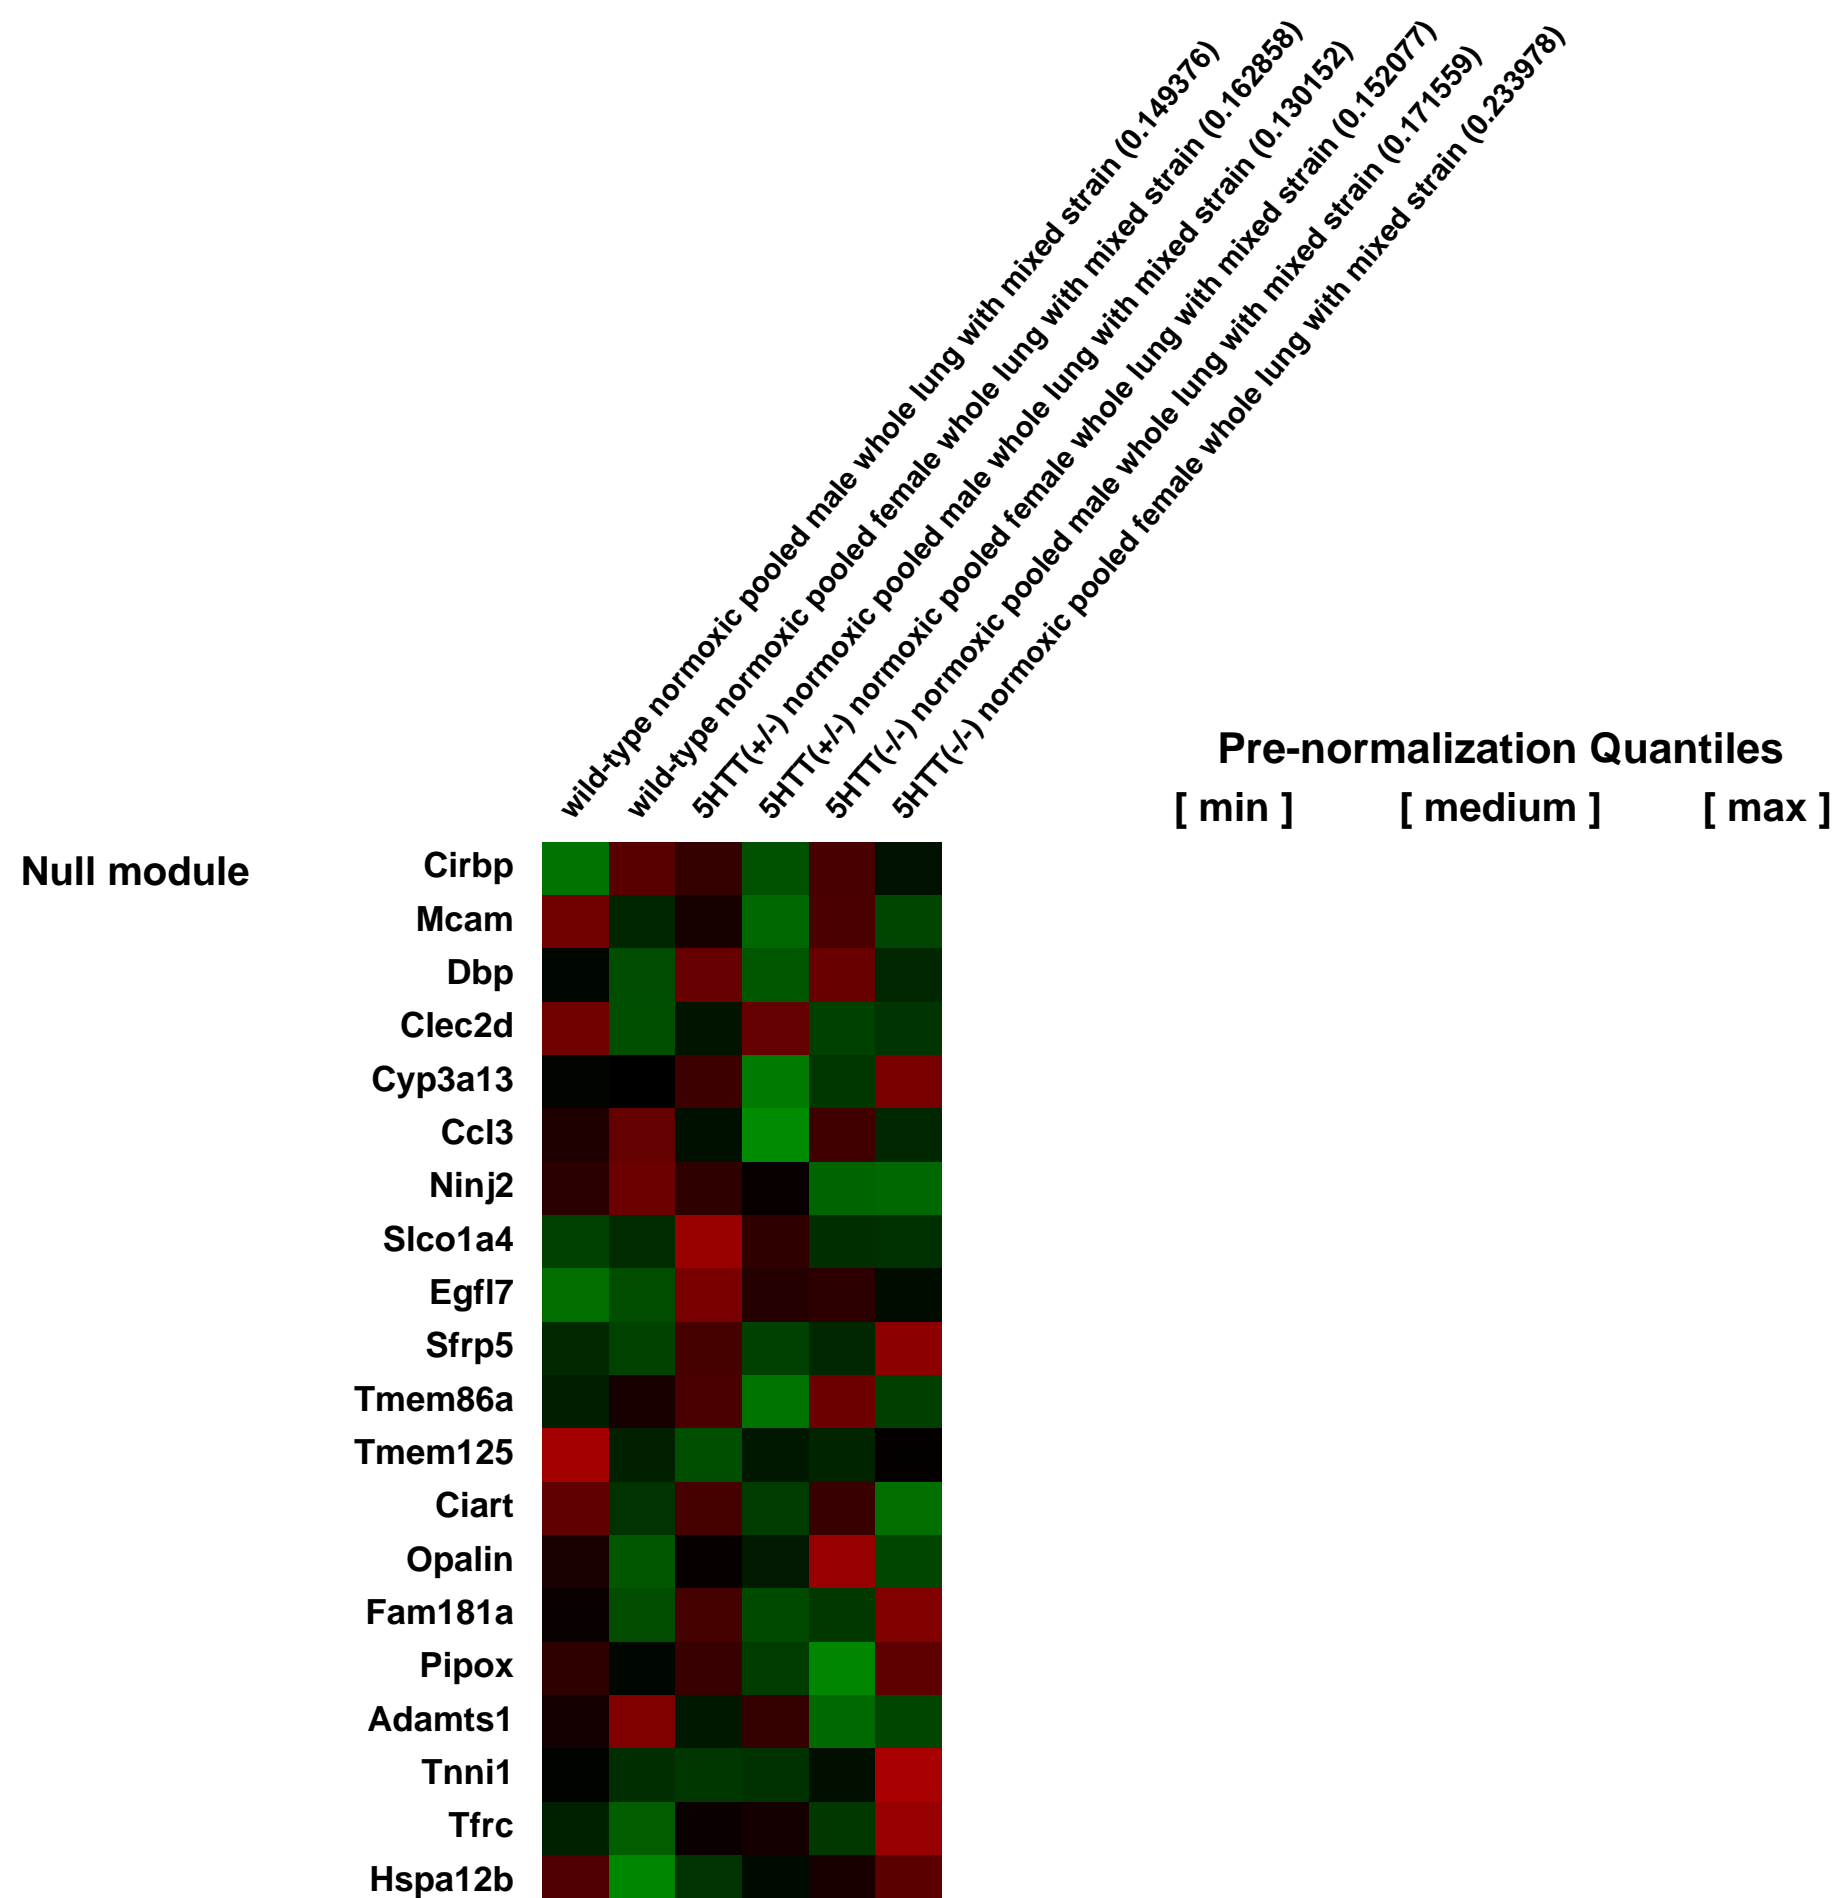 wild-type normoxic pooled male whole lung with mixed strain (0.149376)
wild-type normoxic pooled female whole lung with mixed strain (0.162858)
5HTT(+/-) normoxic pooled male whole lung with mixed strain (0.130152)
5HTT(+/-) normoxic pooled female whole lung with mixed strain (0.152077)
5HTT(-/-) normoxic pooled male whole lung with mixed strain (0.171559)
5HTT(-/-) normoxic pooled female whole lung with mixed strain (0.233978)
Pre-normalization Quantiles
[ min ] [ medium ] [ max ]
Null module
Cirbp
Mcam
Dbp
Clec2d
Cyp3a13
Ccl3
Ninj2
Slco1a4
Egfl7
Sfrp5
Tmem86a
Tmem125
Ciart
Opalin
Fam181a
Pipox
Adamts1
Tnni1
Tfrc
Hspa12b